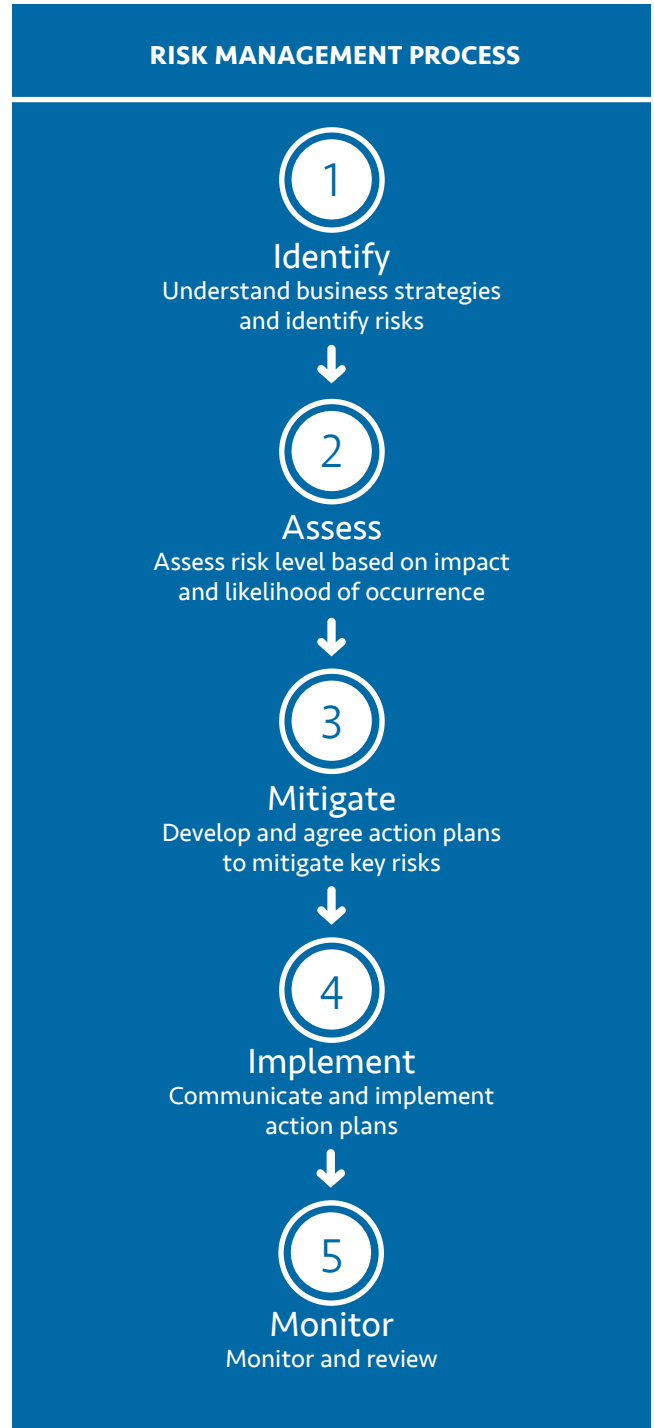 RISK MANAGEMENT PROCESS
1
Identify
Understand business strategies
and identify risks
2
Assess
Assess risk level based on impact
and likelihood of occurrence
3
Mitigate
Develop and agree action plans
to mitigate key risks
4
Implement
Communicate and implement
action plans
5
Monitor
Monitor and review